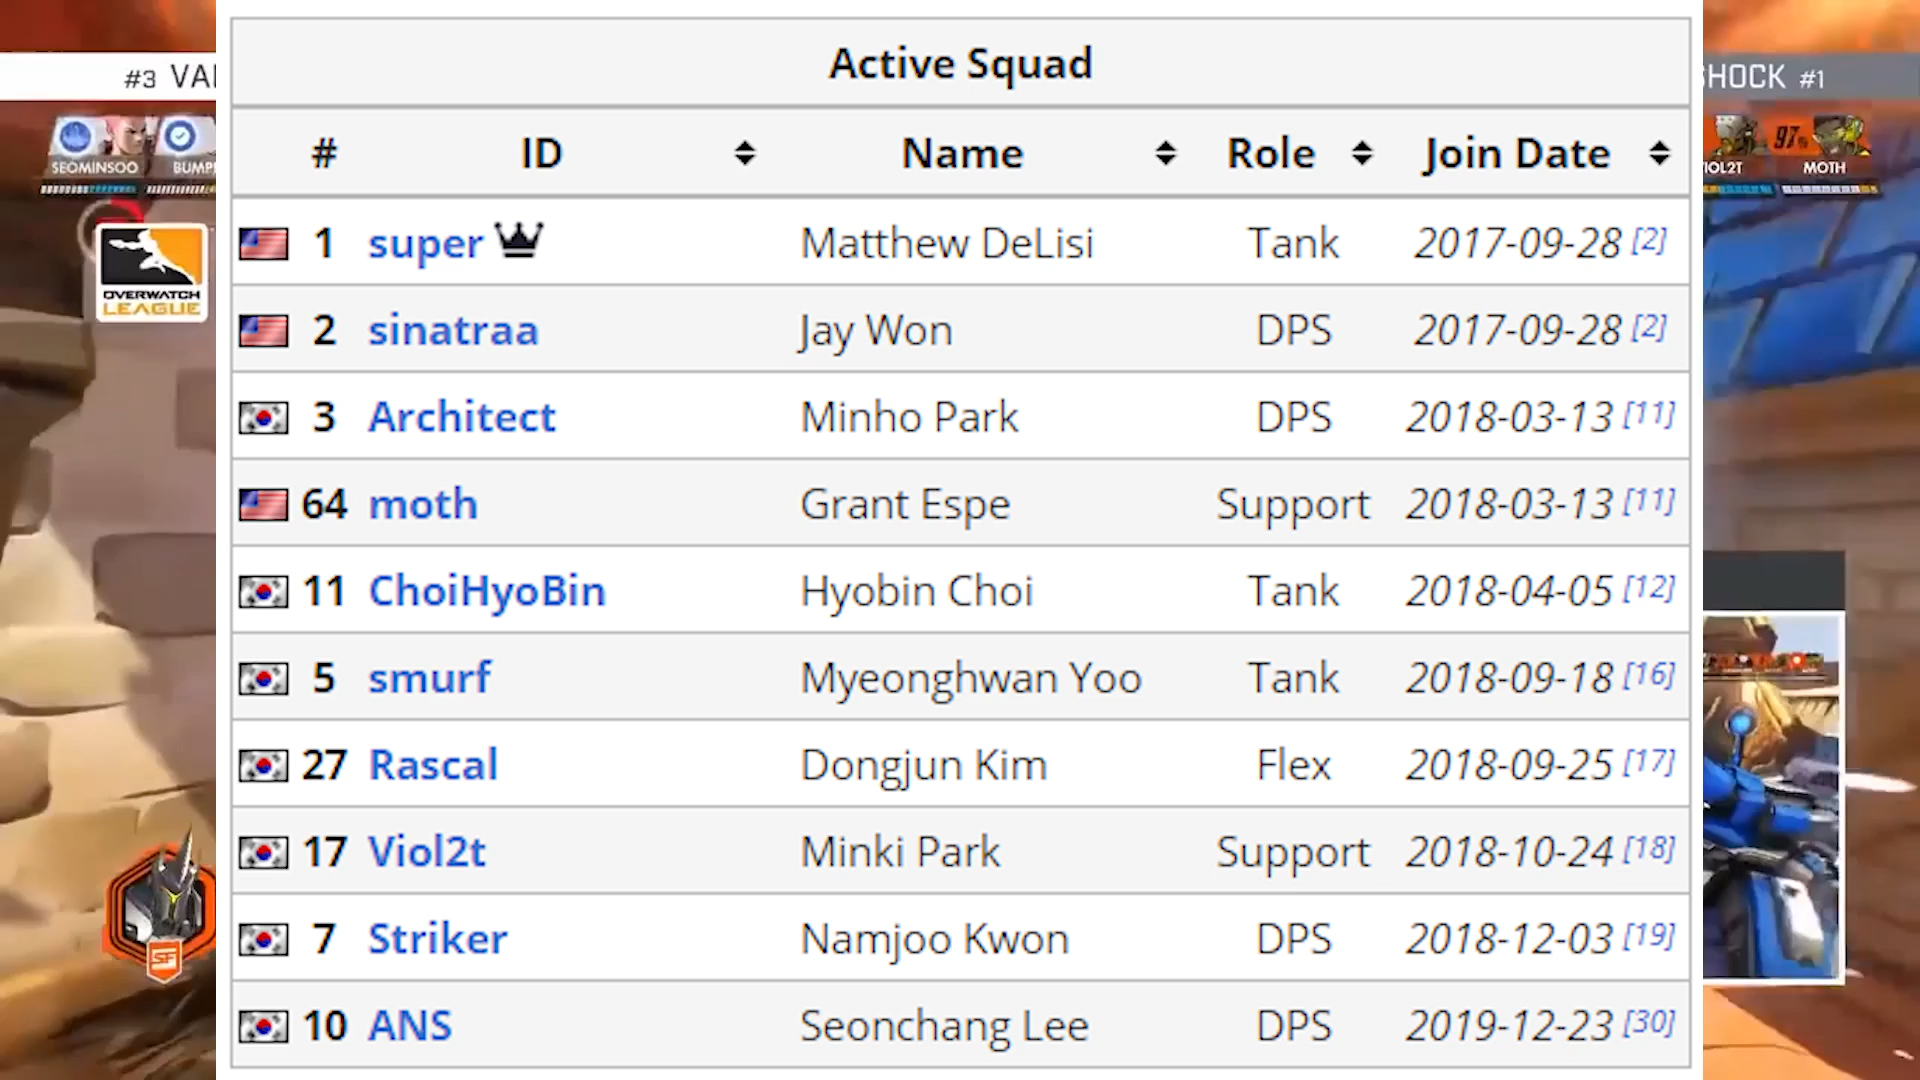 Active Squad
# ID Name Role Join Date
1 super Matthew DeLisi Tank 2017-09-28 [2]
2 sinatraa Jay Won DPS 2017-09-28 [2]
3 Architect Minho Park DPS 2018-03-13 [11]
64 moth Grant Espe Support 2018-03-13 [11]
11 ChoiHyoBin Hyobin Choi Tank 2018-04-05 [12]
5 smurf Myeonghwan Yoo Tank 2018-09-18 [16]
27 Rascal Dongjun Kim Flex 2018-09-25 [17]
17 Viol2t Minki Park Support 2018-10-24 [18]
7 Striker Namjoo Kwon DPS 2018-12-03 [19]
10 ANS Seonchang Lee DPS 2019-12-23 [30]
#3 VA
SEOMINSOO BUMP
OVERWATCH
LEAGUE
SF
HOCK #1
97%
IOL2T MOTH